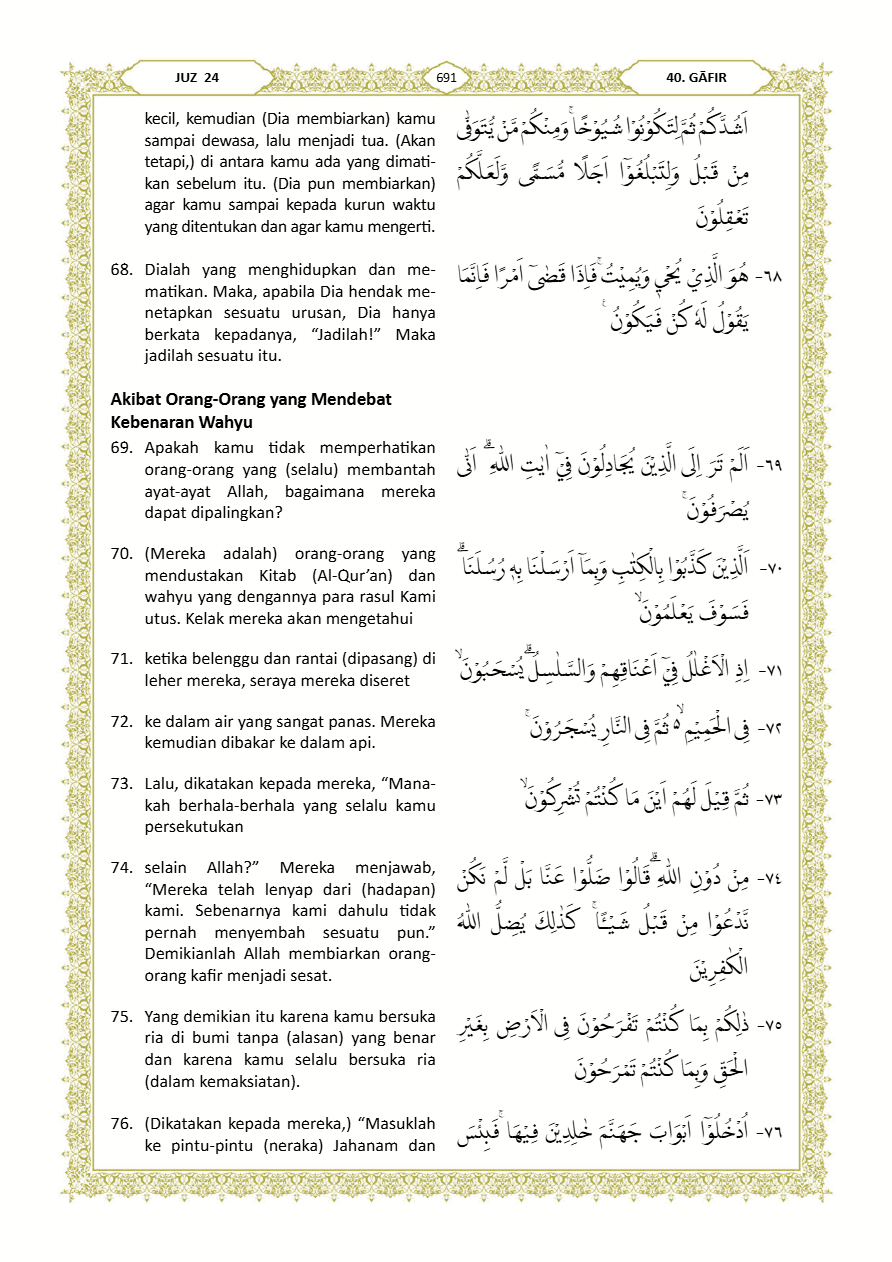 JUZ 24
691
40. GĀFIR
kecil, kemudian (Dia membiarkan) kamu
sampai dewasa, lalu menjadi tua. (Akan
tetapi,) di antara kamu ada yang dimati-
kan sebelum itu. (Dia pun membiarkan)
agar kamu sampai kepada kurun waktu
yang ditentukan dan agar kamu mengerti.
اَشُدَّكُمْ ثُمَّ لِتَكُوْنُوْا شُيُوْخًاۚ وَمِنْكُمْ مَّنْ يُّتَوَفّٰى
مِنْ قَبْلُ وَلِتَبْلُغُوْٓا اَجَلًا مُّسَمًّى وَّلَعَلَّكُمْ
تَعْقِلُوْنَ
68. Dialah yang menghidupkan dan me-
matikan. Maka, apabila Dia hendak me-
netapkan sesuatu urusan, Dia hanya
berkata kepadanya, “Jadilah!” Maka
jadilah sesuatu itu.
٦٨- هُوَ الَّذِيْ يُحْيٖ وَيُمِيْتُۚ فَاِذَا قَضٰىٓ اَمْرًا فَاِنَّمَا
يَقُوْلُ لَهٗ كُنْ فَيَكُوْنُ ࣖ
Akibat Orang-Orang yang Mendebat
Kebenaran Wahyu
69. Apakah kamu tidak memperhatikan
orang-orang yang (selalu) membantah
ayat-ayat Allah, bagaimana mereka
dapat dipalingkan?
٦٩- اَلَمْ تَرَ اِلَى الَّذِيْنَ يُجَادِلُوْنَ فِيْٓ اٰيٰتِ اللّٰهِ ۗ اَنّٰى
يُصْرَفُوْنَۚ
70. (Mereka adalah) orang-orang yang
mendustakan Kitab (Al-Qur’an) dan
wahyu yang dengannya para rasul Kami
utus. Kelak mereka akan mengetahui
٧٠- اَلَّذِيْنَ كَذَّبُوْا بِالْكِتٰبِ وَبِمَآ اَرْسَلْنَا بِهٖ رُسُلَنَا ۗ
فَسَوْفَ يَعْلَمُوْنَۙ
71. ketika belenggu dan rantai (dipasang) di
leher mereka, seraya mereka diseret
٧١- اِذِ الْاَغْلٰلُ فِيْٓ اَعْنَاقِهِمْ وَالسَّلٰسِلُۗ يُسْحَبُوْنَۙ
72. ke dalam air yang sangat panas. Mereka
kemudian dibakar ke dalam api.
٧٢- فِى الْحَمِيْمِ ەۙ ثُمَّ فِى النَّارِ يُسْجَرُوْنَۚ
73. Lalu, dikatakan kepada mereka, “Mana-
kah berhala-berhala yang selalu kamu
persekutukan
٧٣- ثُمَّ قِيْلَ لَهُمْ اَيْنَ مَا كُنْتُمْ تُشْرِكُوْنَۙ
74. selain Allah?” Mereka menjawab,
“Mereka telah lenyap dari (hadapan)
kami. Sebenarnya kami dahulu tidak
pernah menyembah sesuatu pun.”
Demikianlah Allah membiarkan orang-
orang kafir menjadi sesat.
٧٤- مِنْ دُوْنِ اللّٰهِ ۗقَالُوْا ضَلُّوْا عَنَّا بَلْ لَّمْ نَكُنْ
نَّدْعُوْا مِنْ قَبْلُ شَيْـًٔاۚ كَذٰلِكَ يُضِلُّ اللّٰهُ
الْكٰفِرِيْنَ
75. Yang demikian itu karena kamu bersuka
ria di bumi tanpa (alasan) yang benar
dan karena kamu selalu bersuka ria
(dalam kemaksiatan).
٧٥- ذٰلِكُمْ بِمَا كُنْتُمْ تَفْرَحُوْنَ فِى الْاَرْضِ بِغَيْرِ
الْحَقِّ وَبِمَا كُنْتُمْ تَمْرَحُوْنَ
76. (Dikatakan kepada mereka,) “Masuklah
ke pintu-pintu (neraka) Jahanam dan
٧٦- اُدْخُلُوْٓا اَبْوَابَ جَهَنَّمَ خٰلِدِيْنَ فِيْهَا ۚفَبِئْسَ